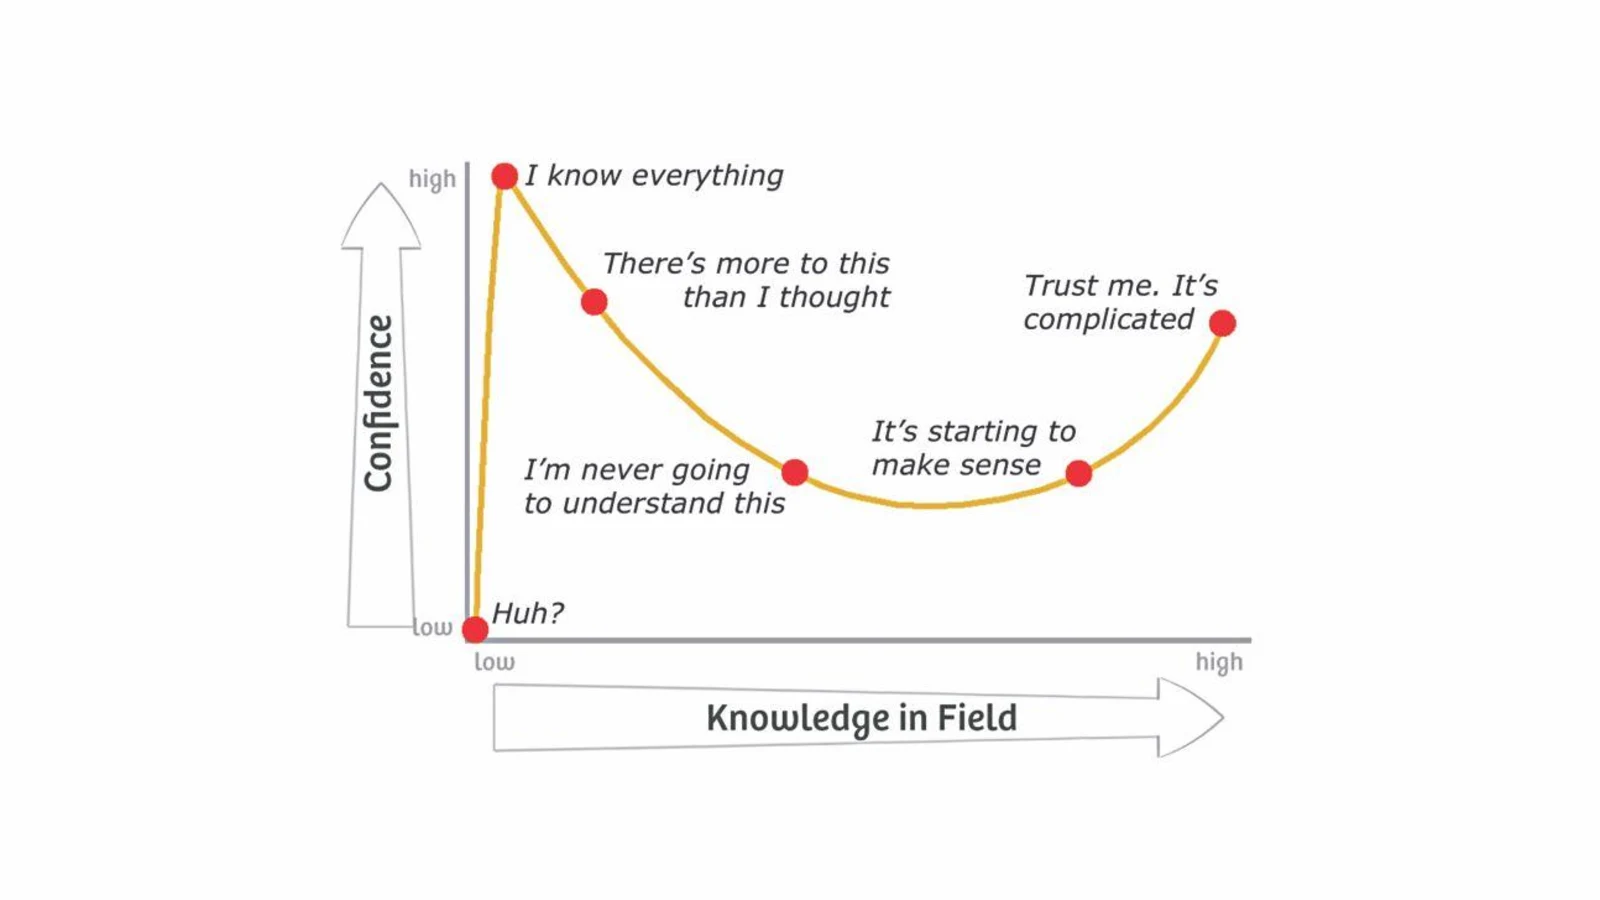 high
I know everything
There’s more to this
than I thought
Trust me. It’s
complicated
Confidence
It’s starting to
make sense
I’m never going
to understand this
Huh?
low
low
high
Knowledge in Field